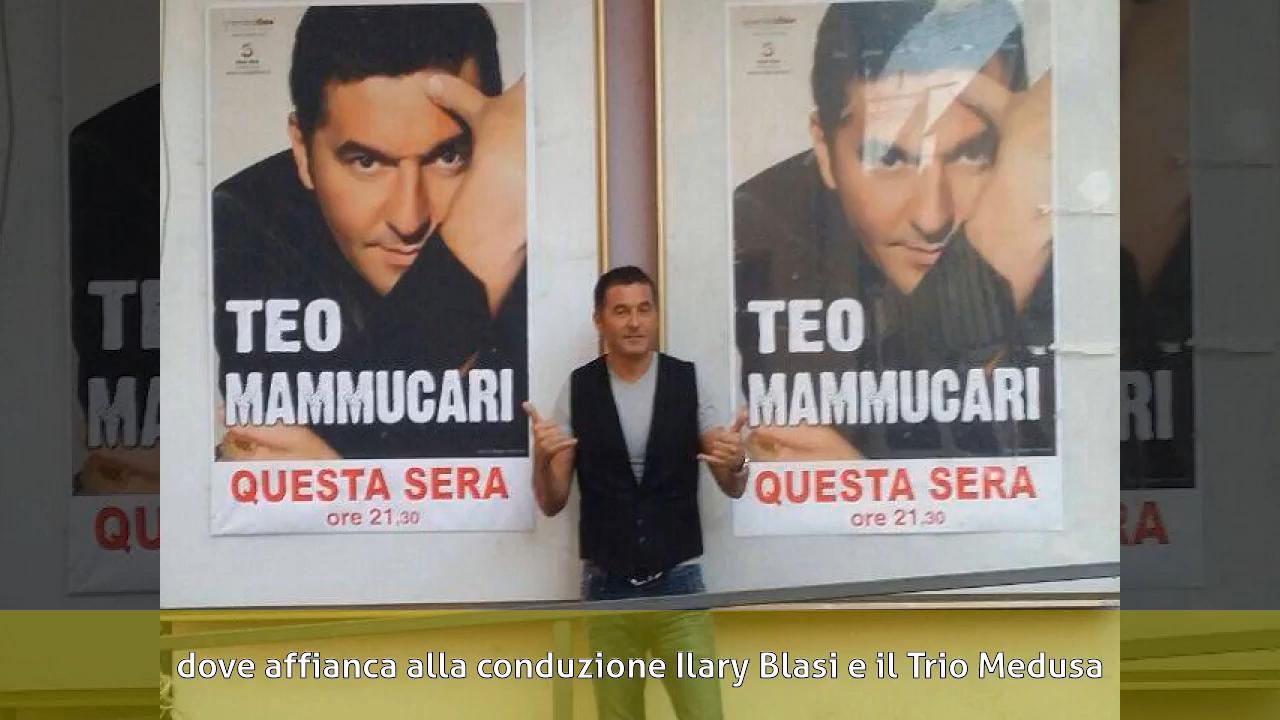 TEO
MAMMUCARI
QUESTA SERA
ore 21.30
TEO
MAMMUCARI
QUESTA SERA
ore 21.30
dove affianca alla conduzione Ilary Blasi e il Trio Medusa